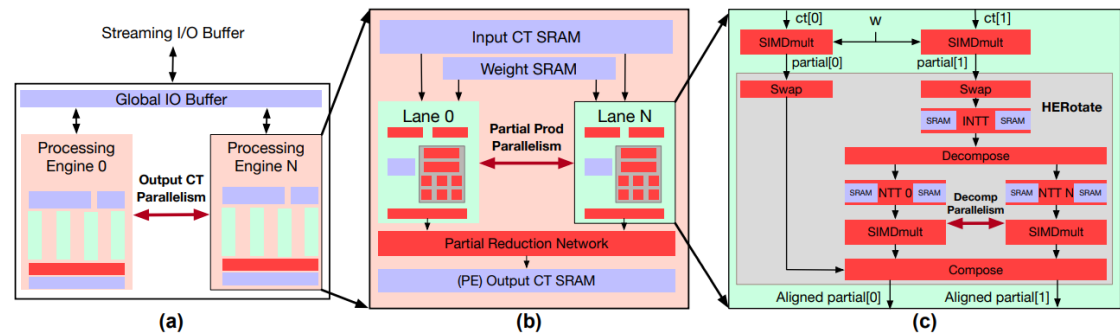 Streaming I/O Buffer
Global IO Buffer
Processing
Engine 0
Processing
Engine N
Output CT
Parallelism
(a)
Input CT SRAM
Weight SRAM
Lane 0
Lane N
Partial Prod
Parallelism
Partial Reduction Network
(PE) Output CT SRAM
(b)
ct[0]
ct[1]
w
SIMDmult
SIMDmult
partial[0]
partial[1]
Swap
Swap
HERotate
SRAM INTT SRAM
Decompose
SRAM NTT 0 SRAM
SRAM NTT N SRAM
Decomp
Parallelism
SIMDmult
SIMDmult
Compose
Aligned partial[0]
Aligned partial[1]
(c)